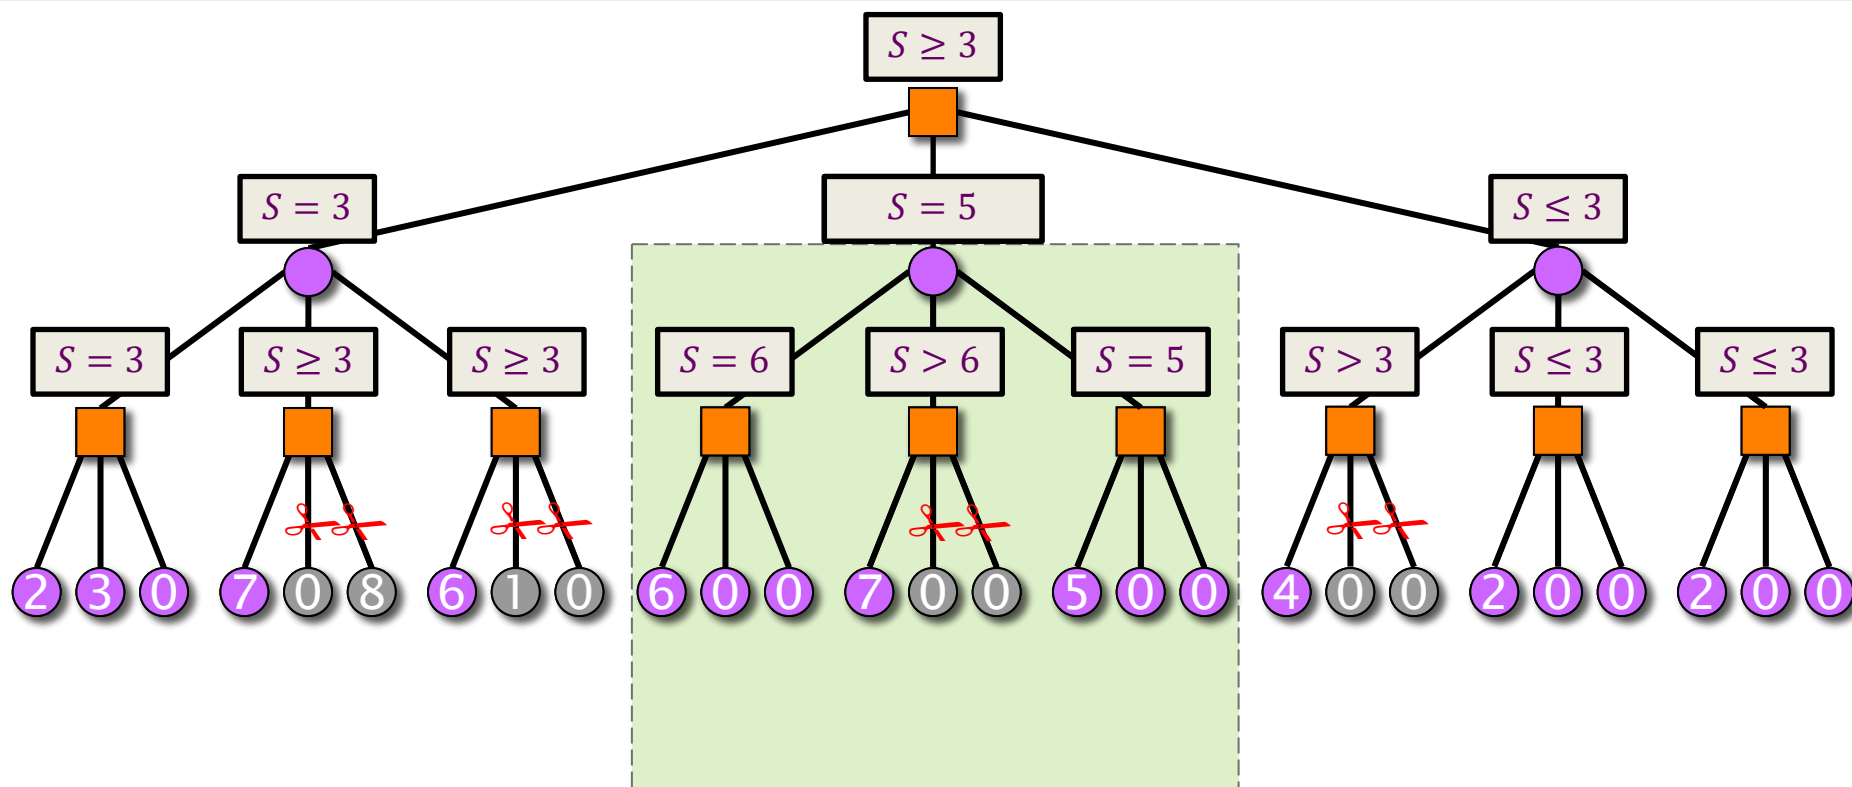 S ≥ 3
S = 3 S = 5 S ≤ 3
S = 3 S ≥ 3 S ≥ 3 S = 6 S > 6 S = 5 S > 3 S ≤ 3 S ≤ 3
2 3 0 7 0 8 6 1 0 6 0 0 7 0 0 5 0 0 4 0 0 2 0 0 2 0 0